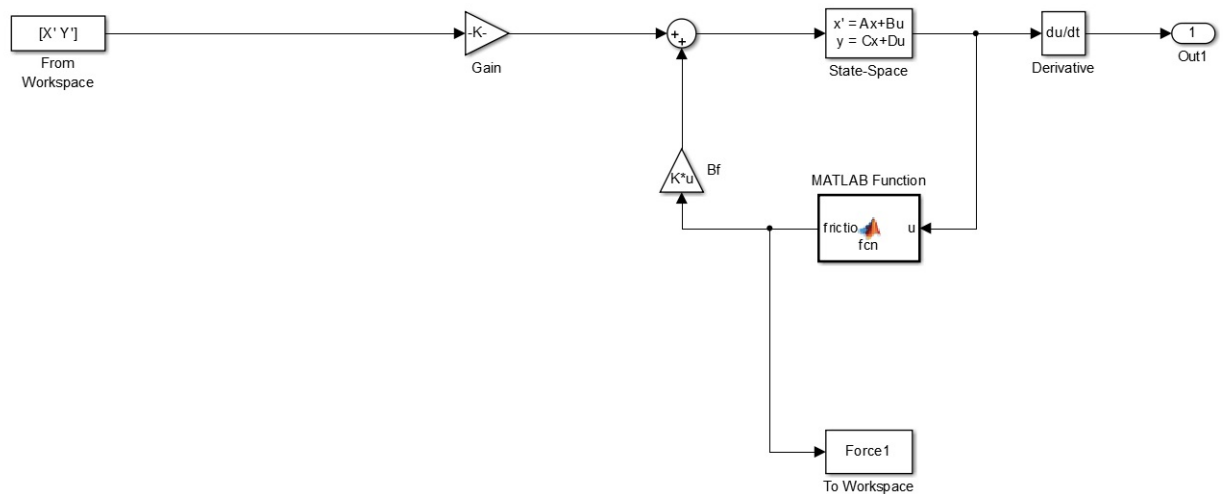 [X' Y']
From
Workspace
-K-
Gain
++
x' = Ax+Bu
y = Cx+Du
State-Space
du/dt
Derivative
1
Out1
K*u
Bf
MATLAB Function
frictio
fcn
u
Force1
To Workspace